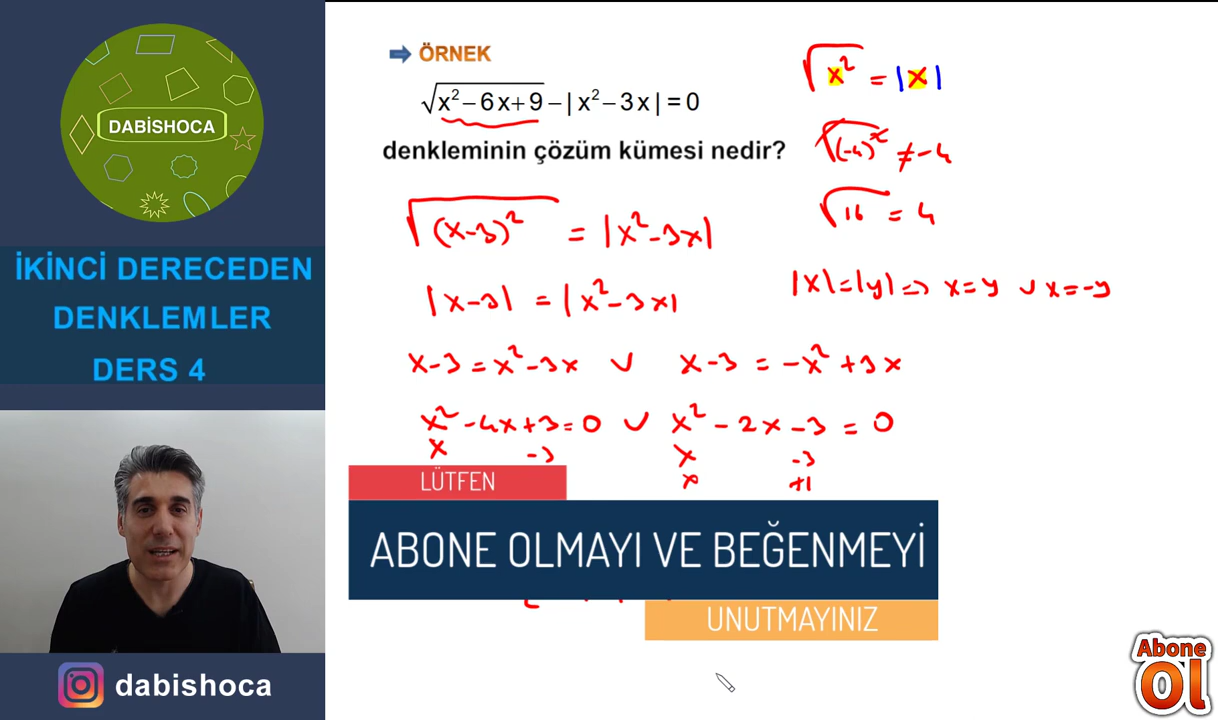 DABİSHOCA
İKİNCİ DERECEDEN
DENKLEMLER
DERS 4
dabishoca
ÖRNEK
√x²−6x+9 − | x²−3x | = 0
denkleminin çözüm kümesi nedir?
√(x-3)² = |x²-3x|
|x-3| = |x²-3x|
x-3 = x²-3x ∨ x-3 = -x²+3x
x²-4x+3=0 ∨ x²-2x-3=0
x -3 x -3
x +1
√x² = |x|
√(-4)² ≠ -4
√16 = 4
|x|=|y| => x=y ∨ x=-y
LÜTFEN
ABONE OLMAYI VE BEĞENMEYİ
UNUTMAYINIZ
Abone
Ol